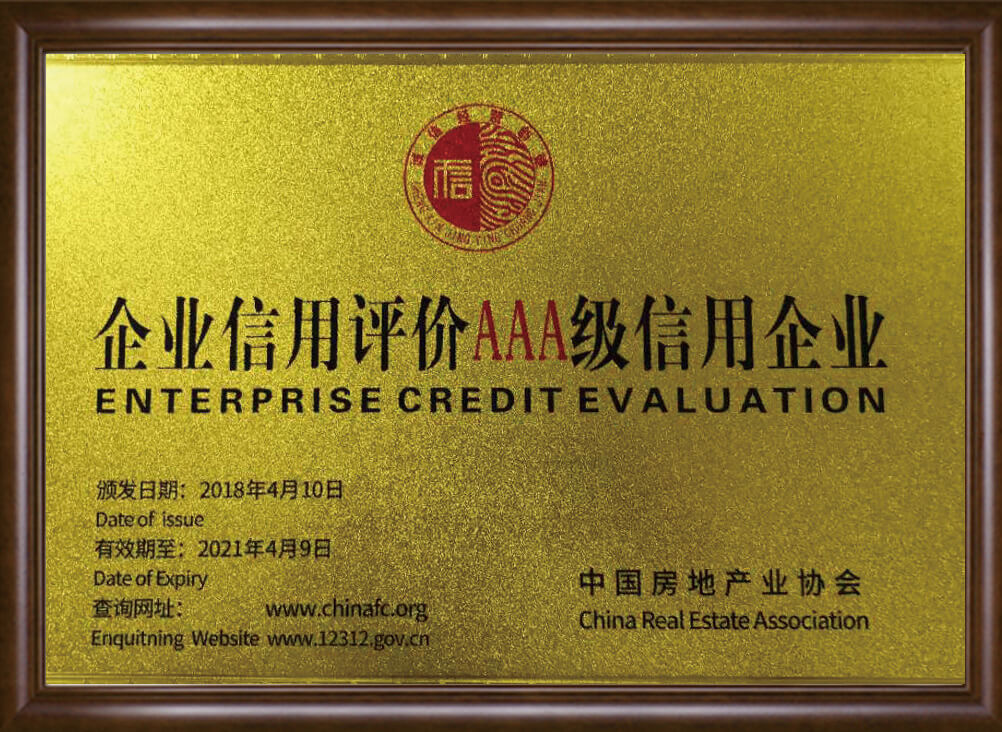 信
企业信用评价AAA级信用企业
ENTERPRISE CREDIT EVALUATION
颁发日期：2018年4月10日
Date of issue
有效期至：2021年4月9日
Date of Expiry
查询网址： www.chinafc.org
Enquitning Website www.12312.gov.cn
中国房地产业协会
China Real Estate Association